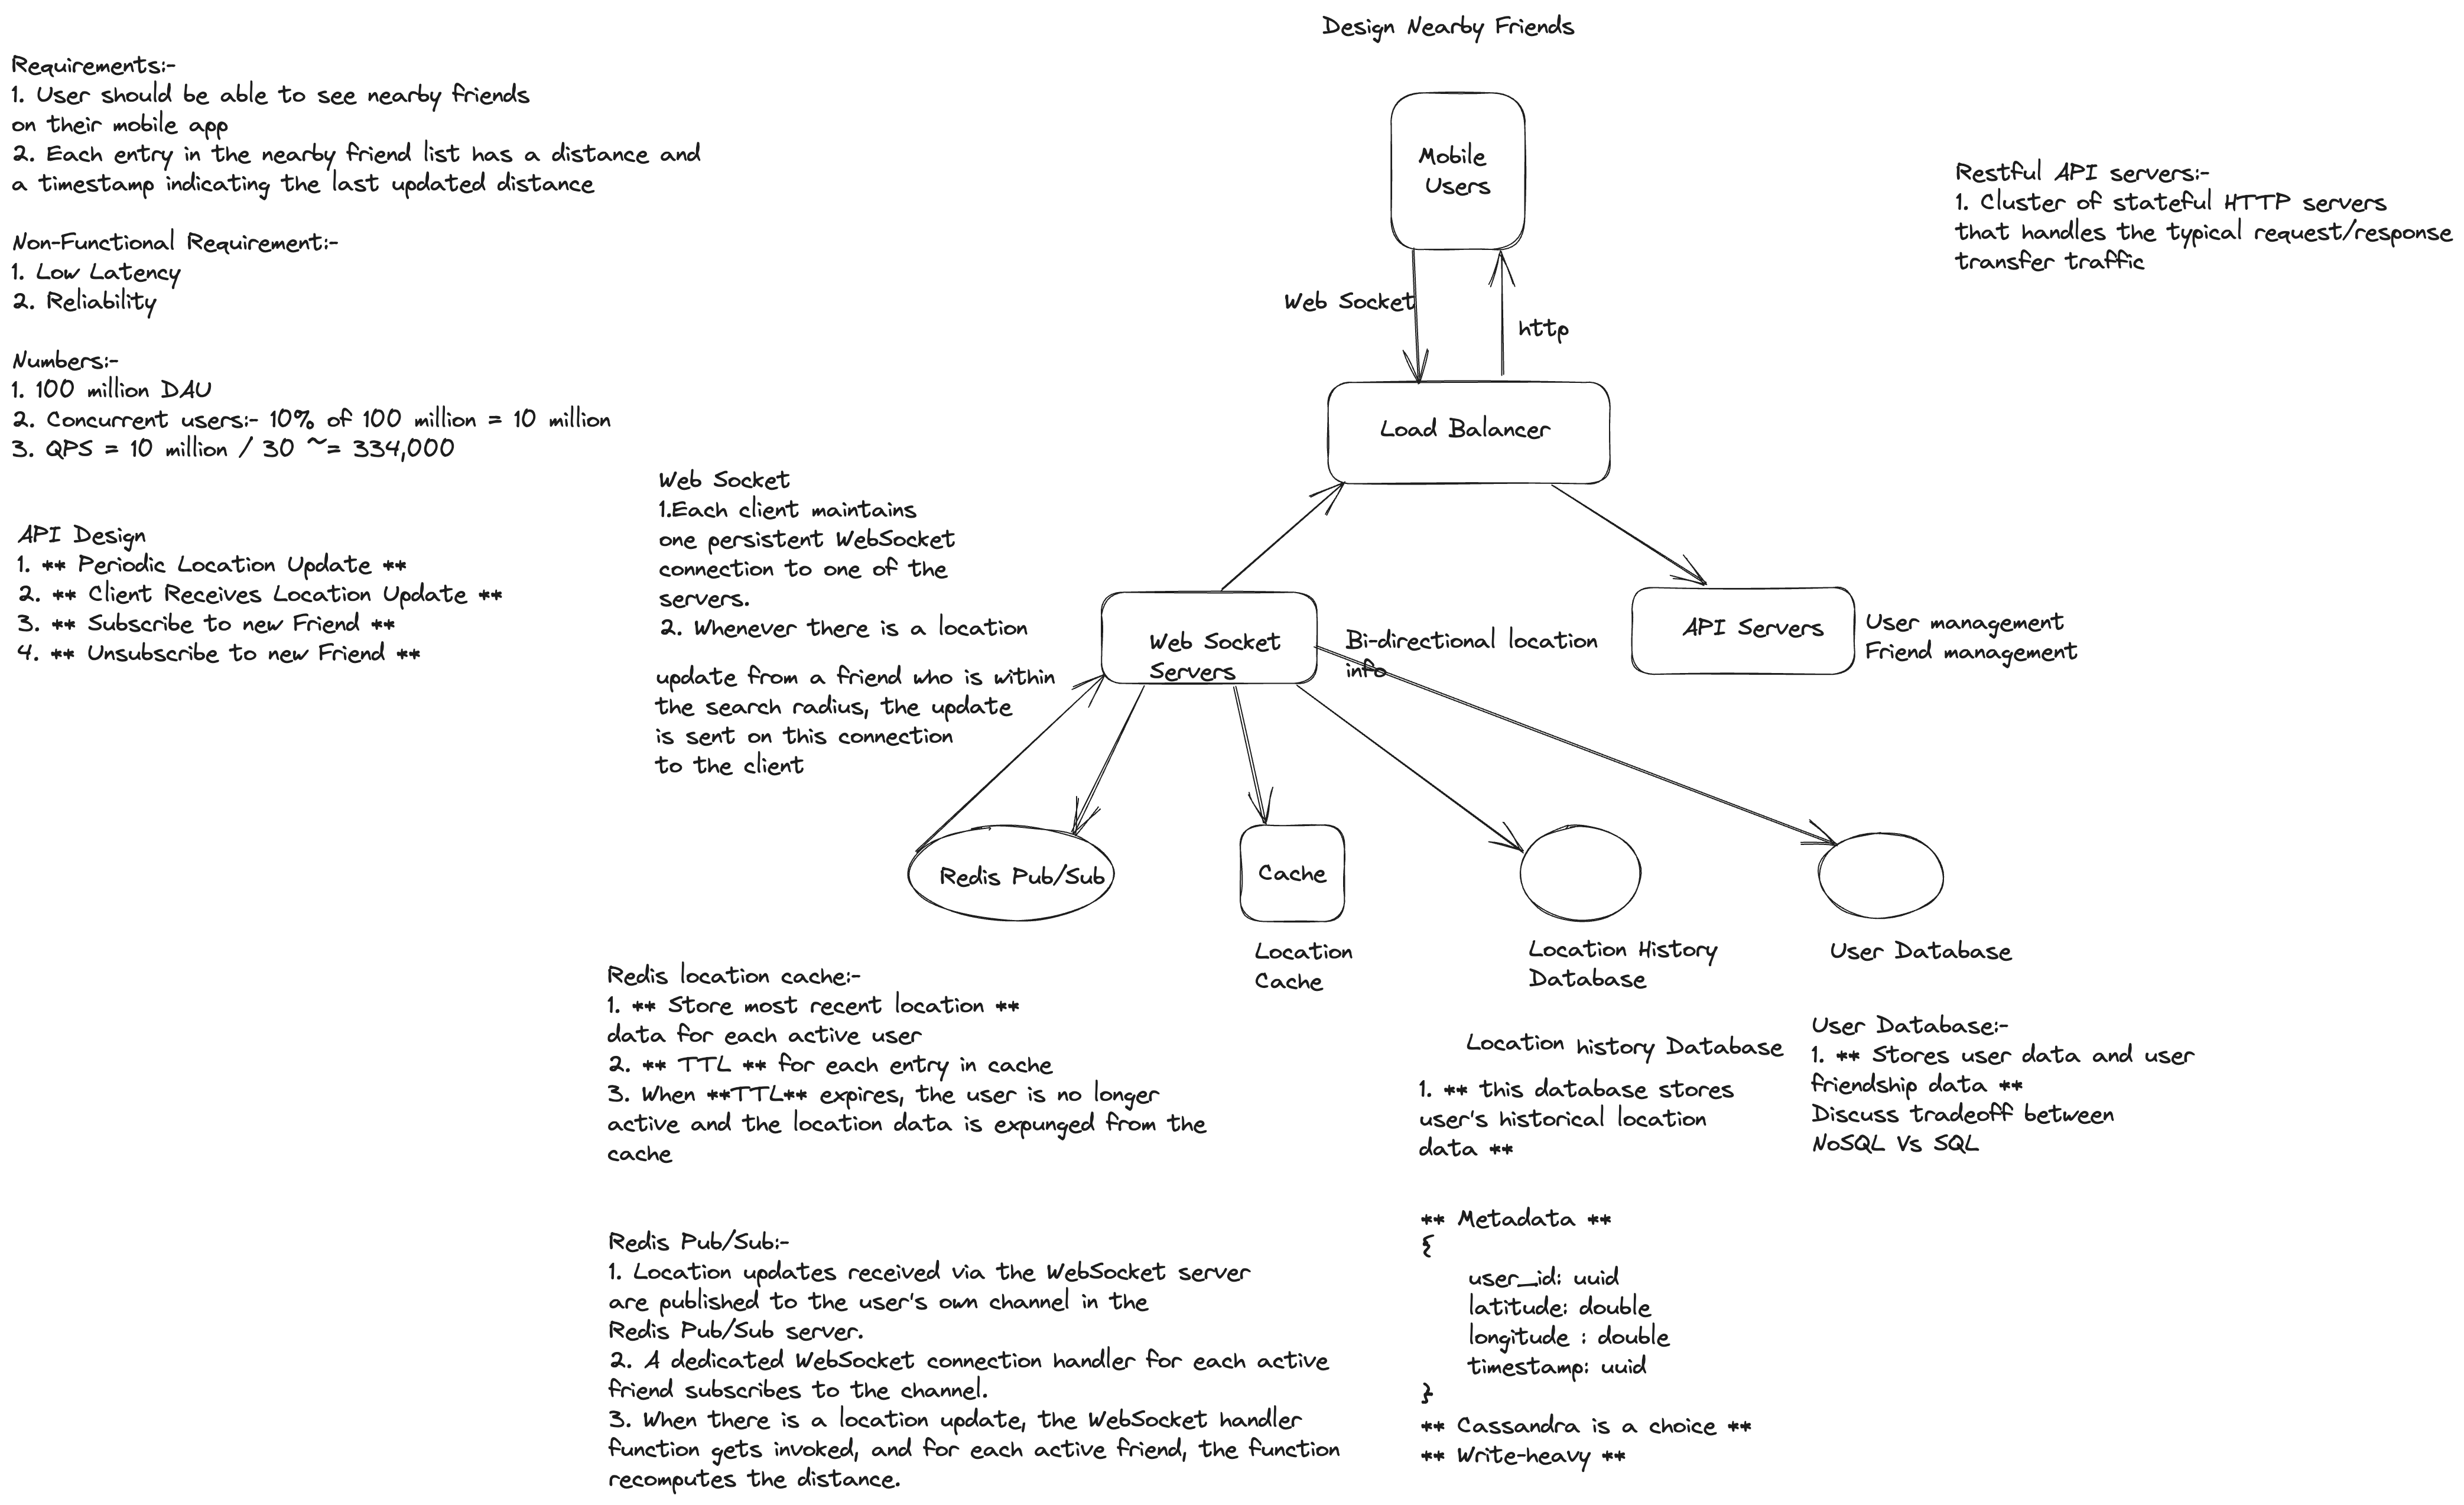 Design Nearby Friends
Requirements:-
1. User should be able to see nearby friends
on their mobile app
2. Each entry in the nearby friend list has a distance and
a timestamp indicating the last updated distance
Non-Functional Requirement:-
1. Low Latency
2. Reliability
Numbers:-
1. 100 million DAU
2. Concurrent users:- 10% of 100 million = 10 million
3. QPS = 10 million / 30 ~= 334,000
API Design
1. ** Periodic Location Update **
2. ** Client Receives Location Update **
3. ** Subscribe to new Friend **
4. ** Unsubscribe to new Friend **
Web Socket
1.Each client maintains
one persistent WebSocket
connection to one of the
servers.
2. Whenever there is a location
update from a friend who is within
the search radius, the update
is sent on this connection
to the client
Mobile
Users
Web Socket
http
Load Balancer
Restful API servers:-
1. Cluster of stateful HTTP servers
that handles the typical request/response
transfer traffic
Web Socket
Servers
Bi-directional location
info
API Servers
User management
Friend management
Redis Pub/Sub
Cache
Location
Cache
Location History
Database
User Database
Redis location cache:-
1. ** Store most recent location **
data for each active user
2. ** TTL ** for each entry in cache
3. When **TTL** expires, the user is no longer
active and the location data is expunged from the
cache
Redis Pub/Sub:-
1. Location updates received via the WebSocket server
are published to the user's own channel in the
Redis Pub/Sub server.
2. A dedicated WebSocket connection handler for each active
friend subscribes to the channel.
3. When there is a location update, the WebSocket handler
function gets invoked, and for each active friend, the function
recomputes the distance.
Location history Database
1. ** this database stores
user's historical location
data **
** Metadata **
{
user_id: uuid
latitude: double
longitude : double
timestamp: uuid
}
** Cassandra is a choice **
** Write-heavy **
User Database:-
1. ** Stores user data and user
friendship data **
Discuss tradeoff between
NoSQL Vs SQL